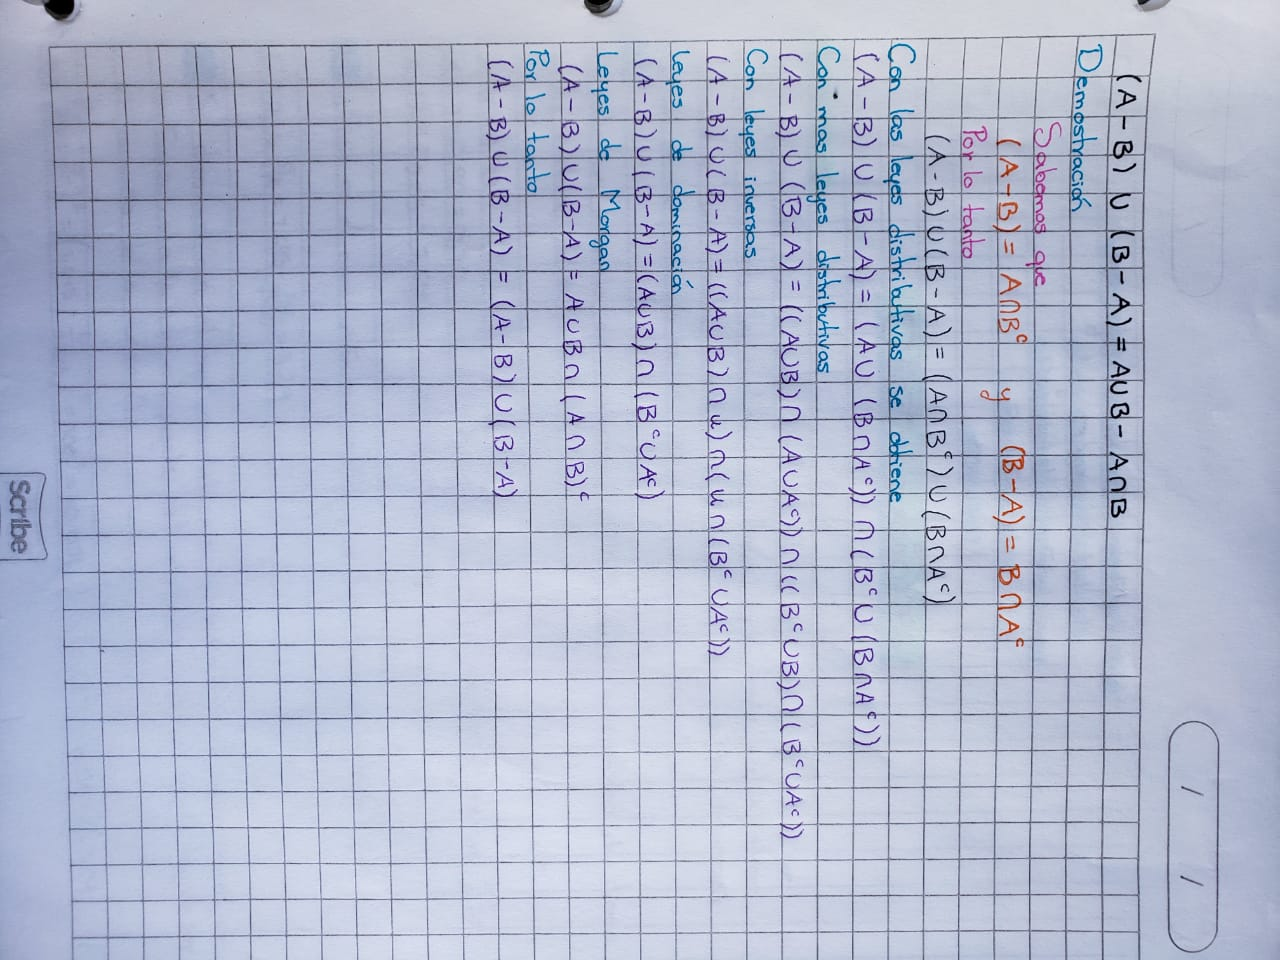 (A-B) ∪ (B-A) = A∪B - A∩B
Demostración
Sabemos que
(A-B) = A∩Bᶜ y (B-A) = B∩Aᶜ
Por lo tanto
(A-B)∪(B-A) = (A∩Bᶜ)∪(B∩Aᶜ)
Con las leyes distributivas se obtiene
(A-B) ∪ (B-A) = (A∪ (B∩Aᶜ)) ∩ (Bᶜ∪ (B∩Aᶜ))
Con mas leyes distributivas
(A-B) ∪ (B-A) = ((A∪B)∩ (A∪Aᶜ)) ∩ ((Bᶜ∪B)∩ (Bᶜ∪Aᶜ))
Con leyes inversas
(A-B)∪(B-A) = ((A∪B) ∩ u) ∩ (u ∩ (Bᶜ∪Aᶜ))
Leyes de dominación
(A-B)∪(B-A) = (A∪B) ∩ (Bᶜ∪Aᶜ)
Leyes de Morgan
(A-B)∪(B-A) = A∪B∩ (A∩B)ᶜ
Por lo tanto
(A-B)∪(B-A) = (A-B)∪(B-A)
/ /
Scribe